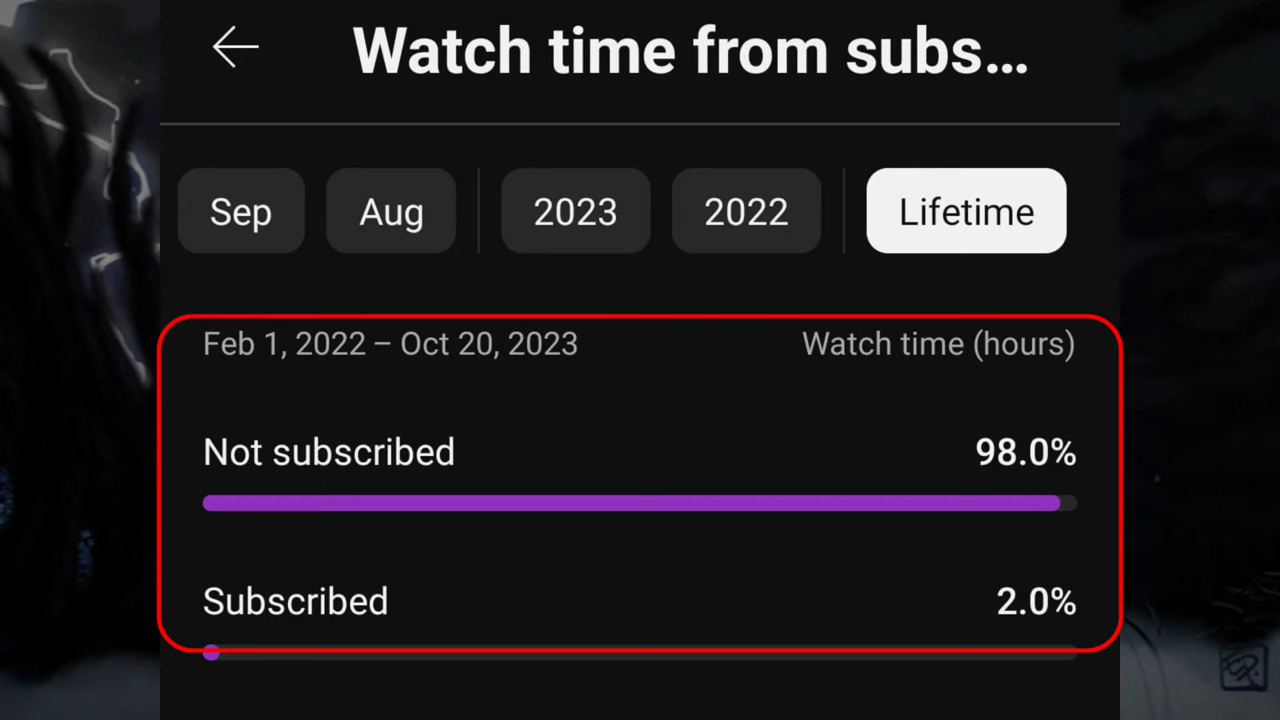 Watch time from subs...
Sep Aug 2023 2022 Lifetime
Feb 1, 2022 – Oct 20, 2023 Watch time (hours)
Not subscribed 98.0%
Subscribed 2.0%